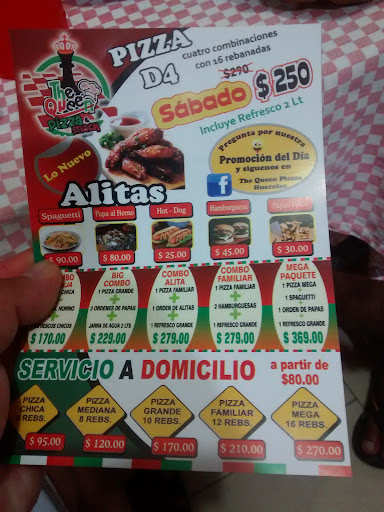 The Queen
pizza
PIZZA
D4
cuatro combinaciones
con 16 rebanadas
$290
$ 250
Sábado
Incluye Refresco 2 Lt
Lo Nuevo
Pregunta por nuestra
Promoción del Día
y siguenos en
The Queen Pizzas
Huatulco
Alitas
Spaguetti
Papa al Horno
Hot - Dog
Hamburguesa
$ 90.00
$ 80.00
$ 25.00
$ 45.00
$ 30.00
BIG
COMBO
1 PIZZA GRANDE
+
2 ORDENES DE PAPAS
+
JARRA DE AGUA 2 LTS
COMBO
ALITA
1 PIZZA FAMILIAR
+
1 ORDEN DE ALITAS
+
1 REFRESCO GRANDE
COMBO
FAMILIAR
1 PIZZA FAMILIAR
+
2 HAMBURGUESAS
+
1 REFRESCO GRANDE
MEGA
PAQUETE
1 PIZZA MEGA
+
1 SPAGUETTI
+
1 ORDEN DE PAPAS
+
1 REFRESCO GRANDE
$ 170.00
$ 229.00
$ 279.00
$ 279.00
$ 369.00
SERVICIO A DOMICILIO
a partir de
$80.00
PIZZA
CHICA
REBS.
PIZZA
MEDIANA
8 REBS.
PIZZA
GRANDE
10 REBS.
PIZZA
FAMILIAR
12 REBS.
PIZZA
MEGA
16 REBS.
$ 95.00
$ 120.00
$ 170.00
$ 210.00
$ 270.00